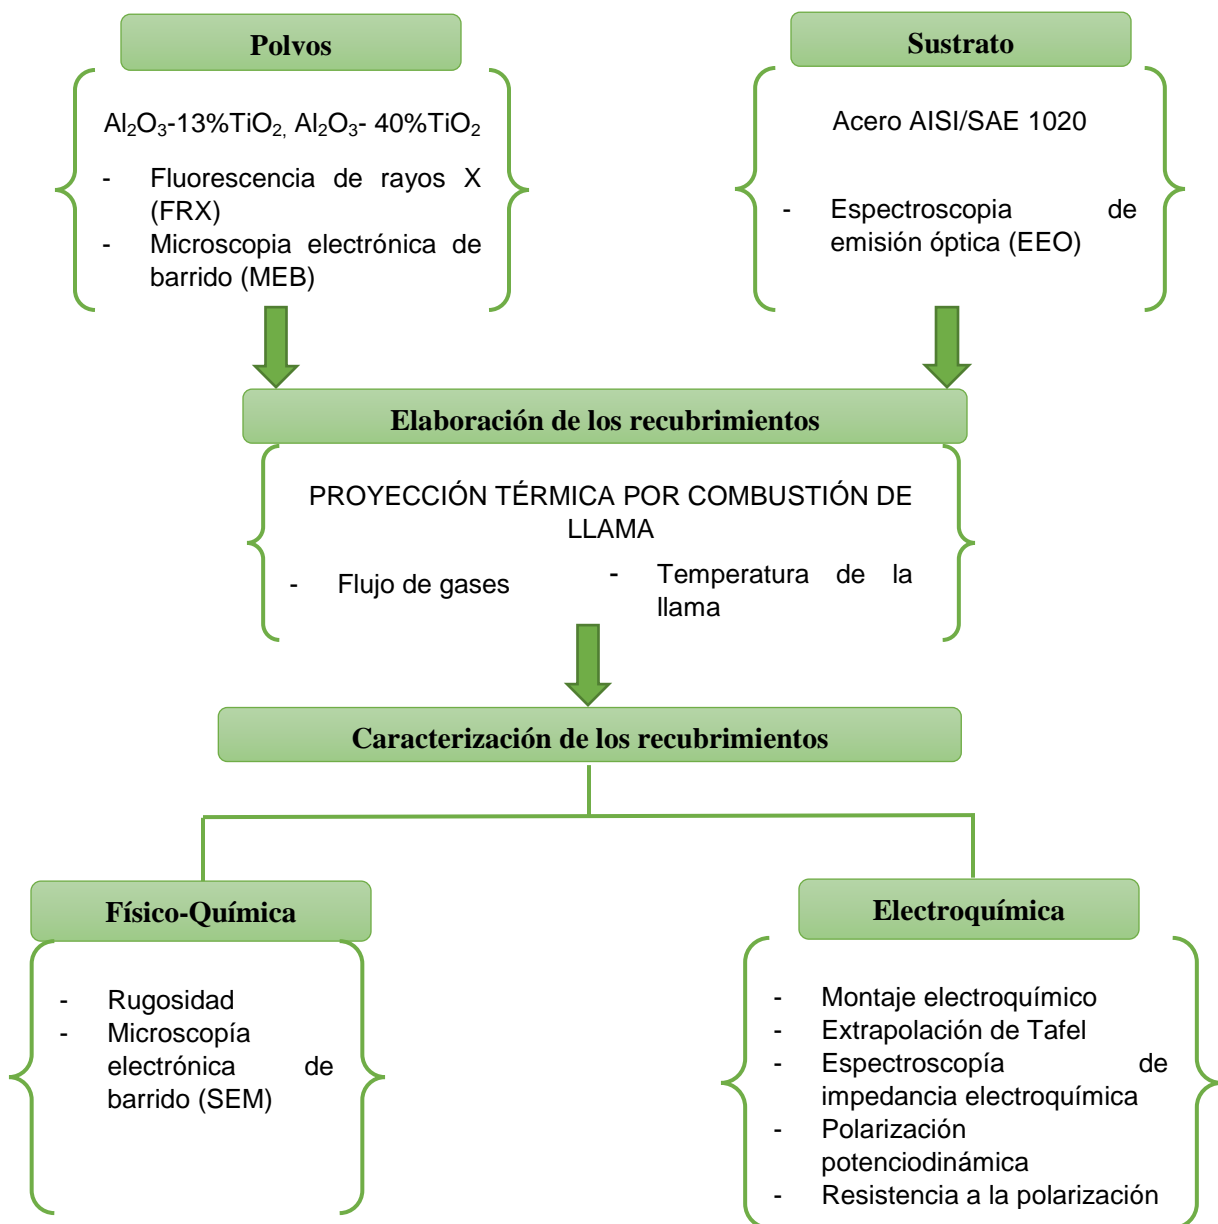 Polvos
Al₂O₃-13%TiO₂, Al₂O₃- 40%TiO₂
- Fluorescencia de rayos X
(FRX)
- Microscopia electrónica de
barrido (MEB)
Sustrato
Acero AISI/SAE 1020
- Espectroscopia de
emisión óptica (EEO)
Elaboración de los recubrimientos
PROYECCIÓN TÉRMICA POR COMBUSTIÓN DE
LLAMA
- Flujo de gases
- Temperatura de la
llama
Caracterización de los recubrimientos
Físico-Química
- Rugosidad
- Microscopía
electrónica de
barrido (SEM)
Electroquímica
- Montaje electroquímico
- Extrapolación de Tafel
- Espectroscopía de
impedancia electroquímica
- Polarización
potenciodinámica
- Resistencia a la polarización